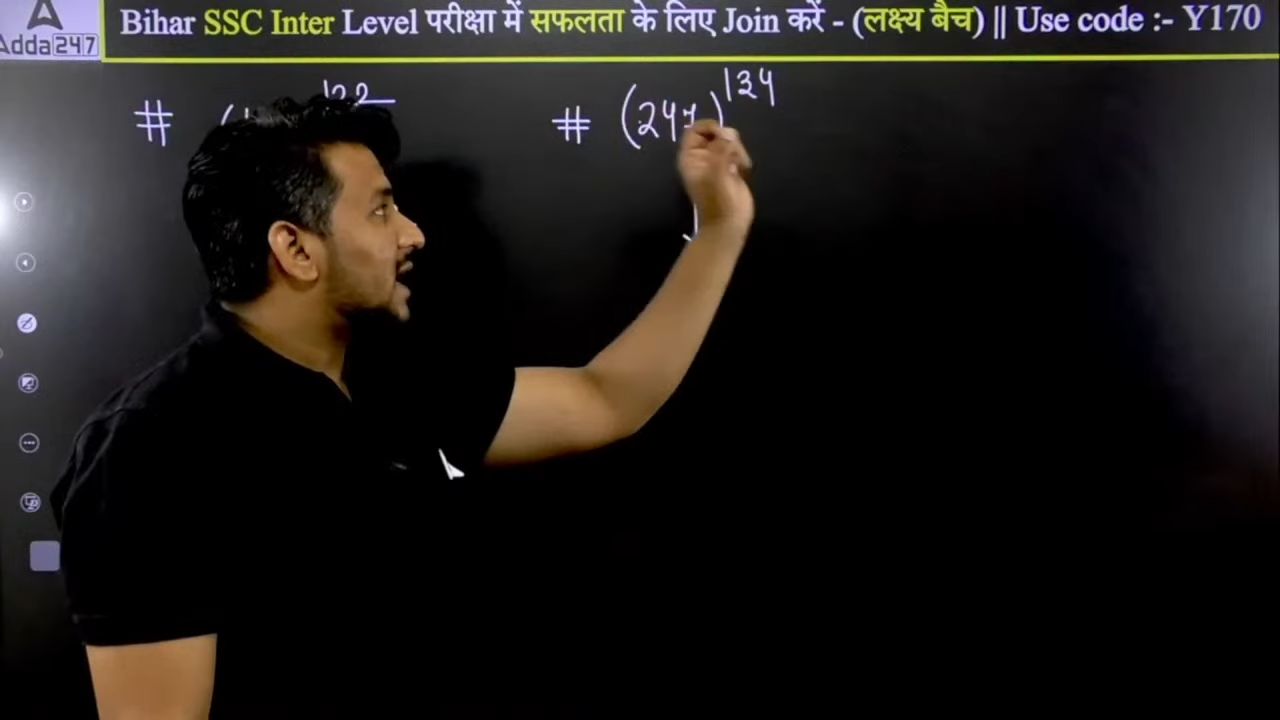 Bihar SSC Inter Level परीक्षा में सफलता के लिए Join करें - (लक्ष्य बैच) || Use code :- Y170
Adda247
# (247)^134
#